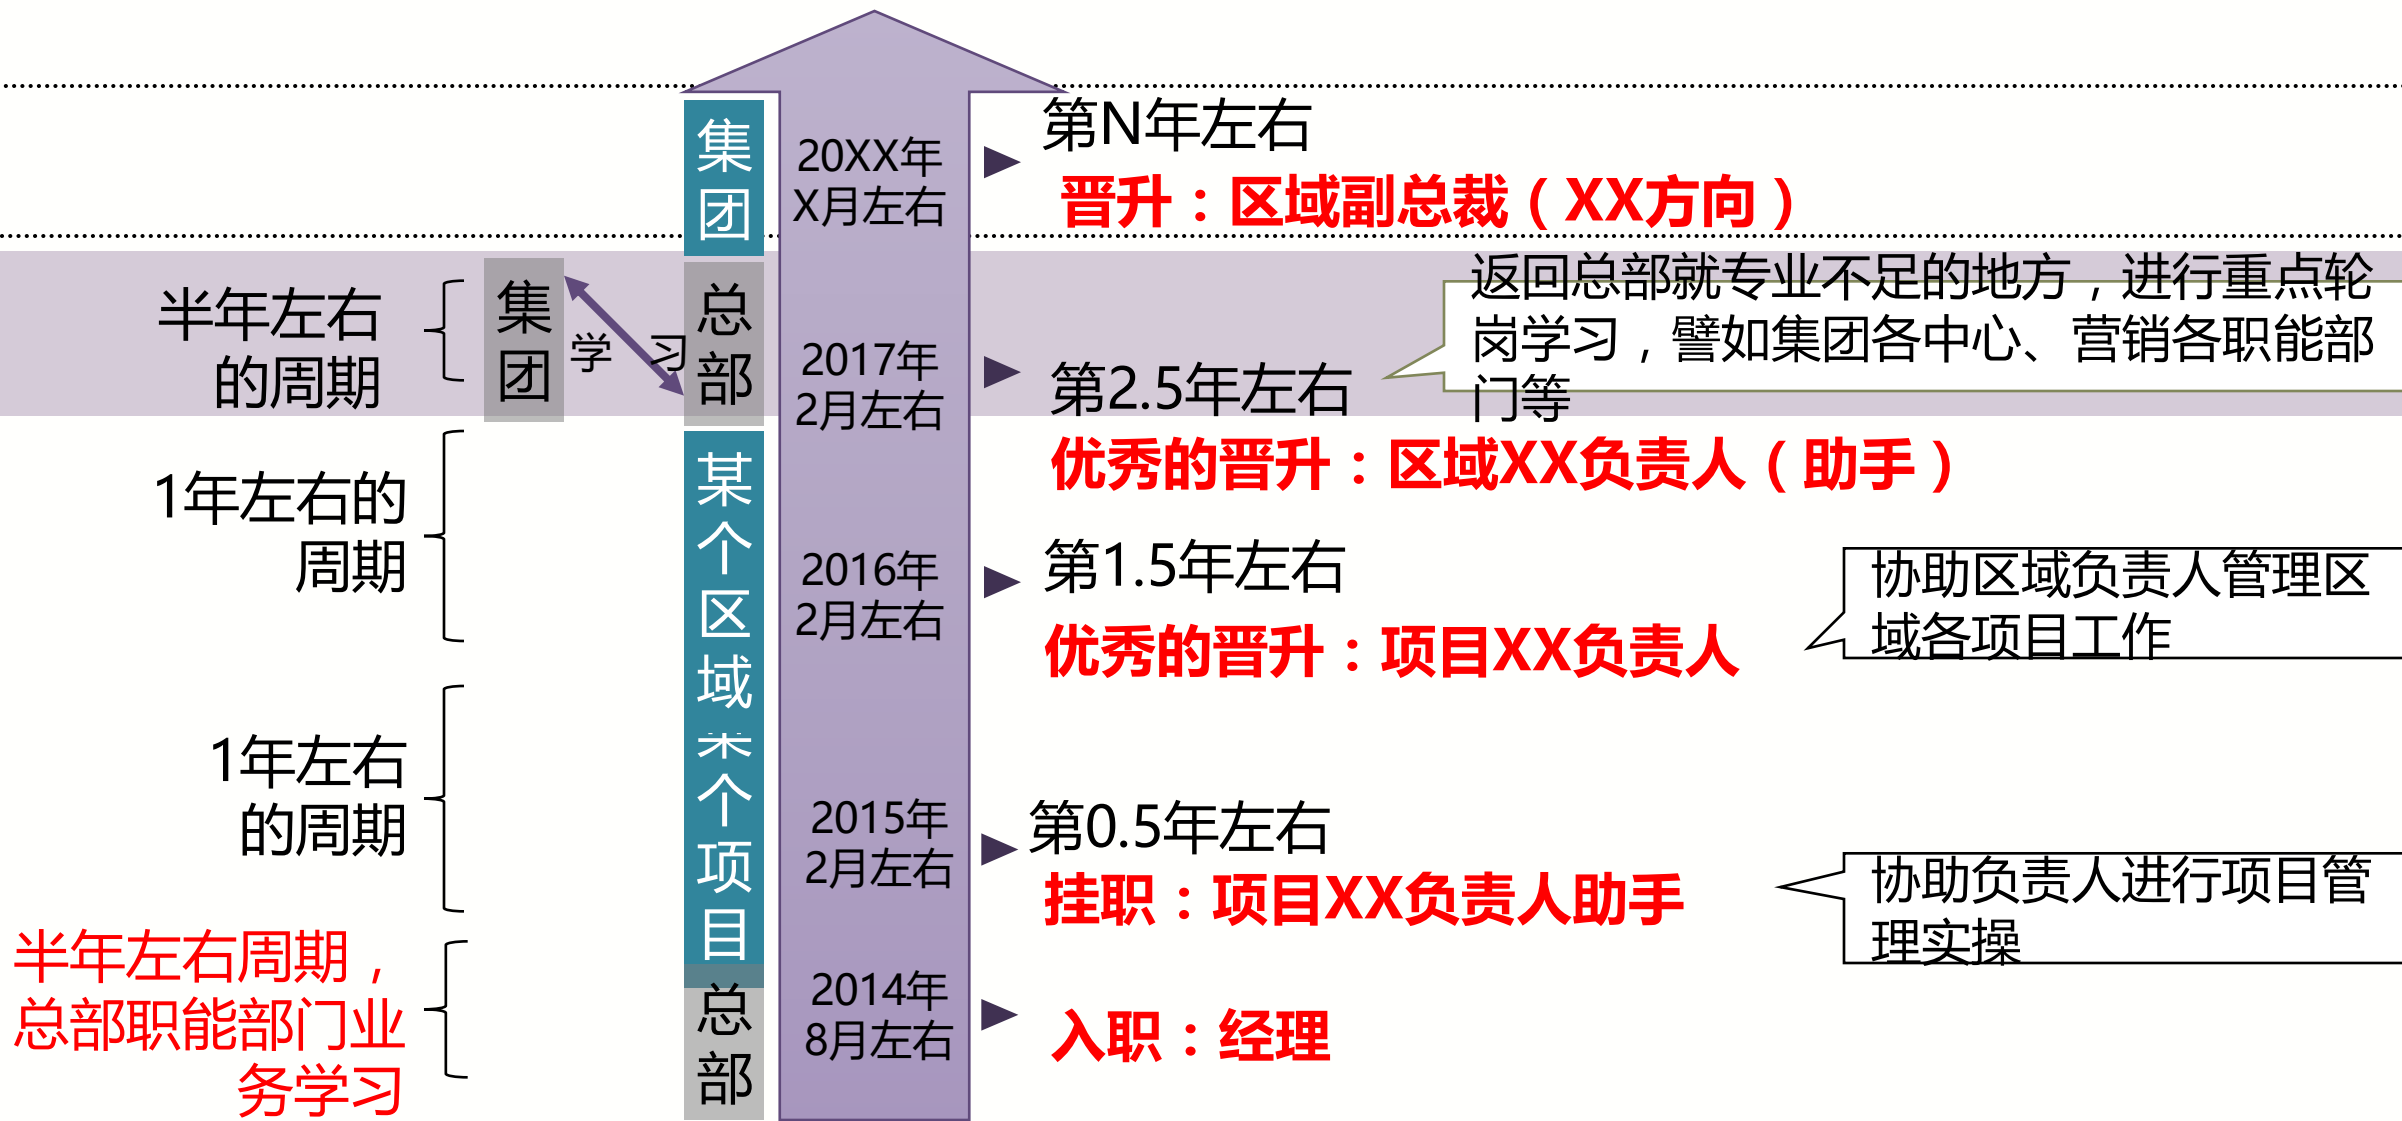 第N年左右
集
团
20XX年
X月左右
晋升：区域副总裁（XX方向）
半年左右
的周期
集
团
学 习
总
部
2017年
2月左右
第2.5年左右
优秀的晋升：区域XX负责人（助手）
返回总部就专业不足的地方，进行重点轮
岗学习，譬如集团各中心、营销各职能部
门等
1年左右的
周期
某
个
区
域
2016年
2月左右
第1.5年左右
优秀的晋升：项目XX负责人
协助区域负责人管理区
域各项目工作
1年左右
的周期
某
个
项
目
2015年
2月左右
第0.5年左右
挂职：项目XX负责人助手
协助负责人进行项目管
理实操
半年左右周期，
总部职能部门业
务学习
总
部
2014年
8月左右
入职：经理